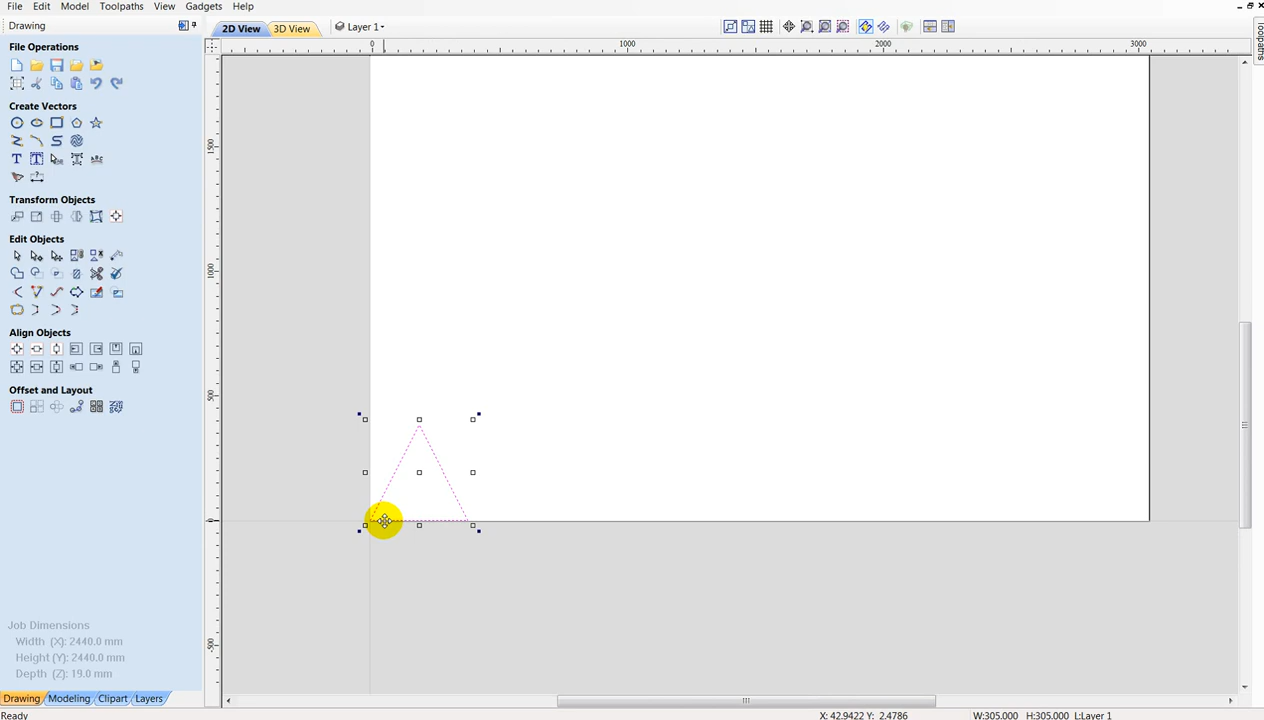 File Edit Model Toolpaths View Gadgets Help
Drawing
2D View 3D View Layer 1
File Operations
Create Vectors
Transform Objects
Edit Objects
Align Objects
Offset and Layout
0 1000 2000 3000
1500
1000
500
0
-500
Toolpaths
Job Dimensions
Width (X): 2440.0 mm
Height (Y): 2440.0 mm
Depth (Z): 19.0 mm
Drawing Modeling Clipart Layers
Ready X: 42.9422 Y: 2.4786 W:305.000 H:305.000 L:Layer 1